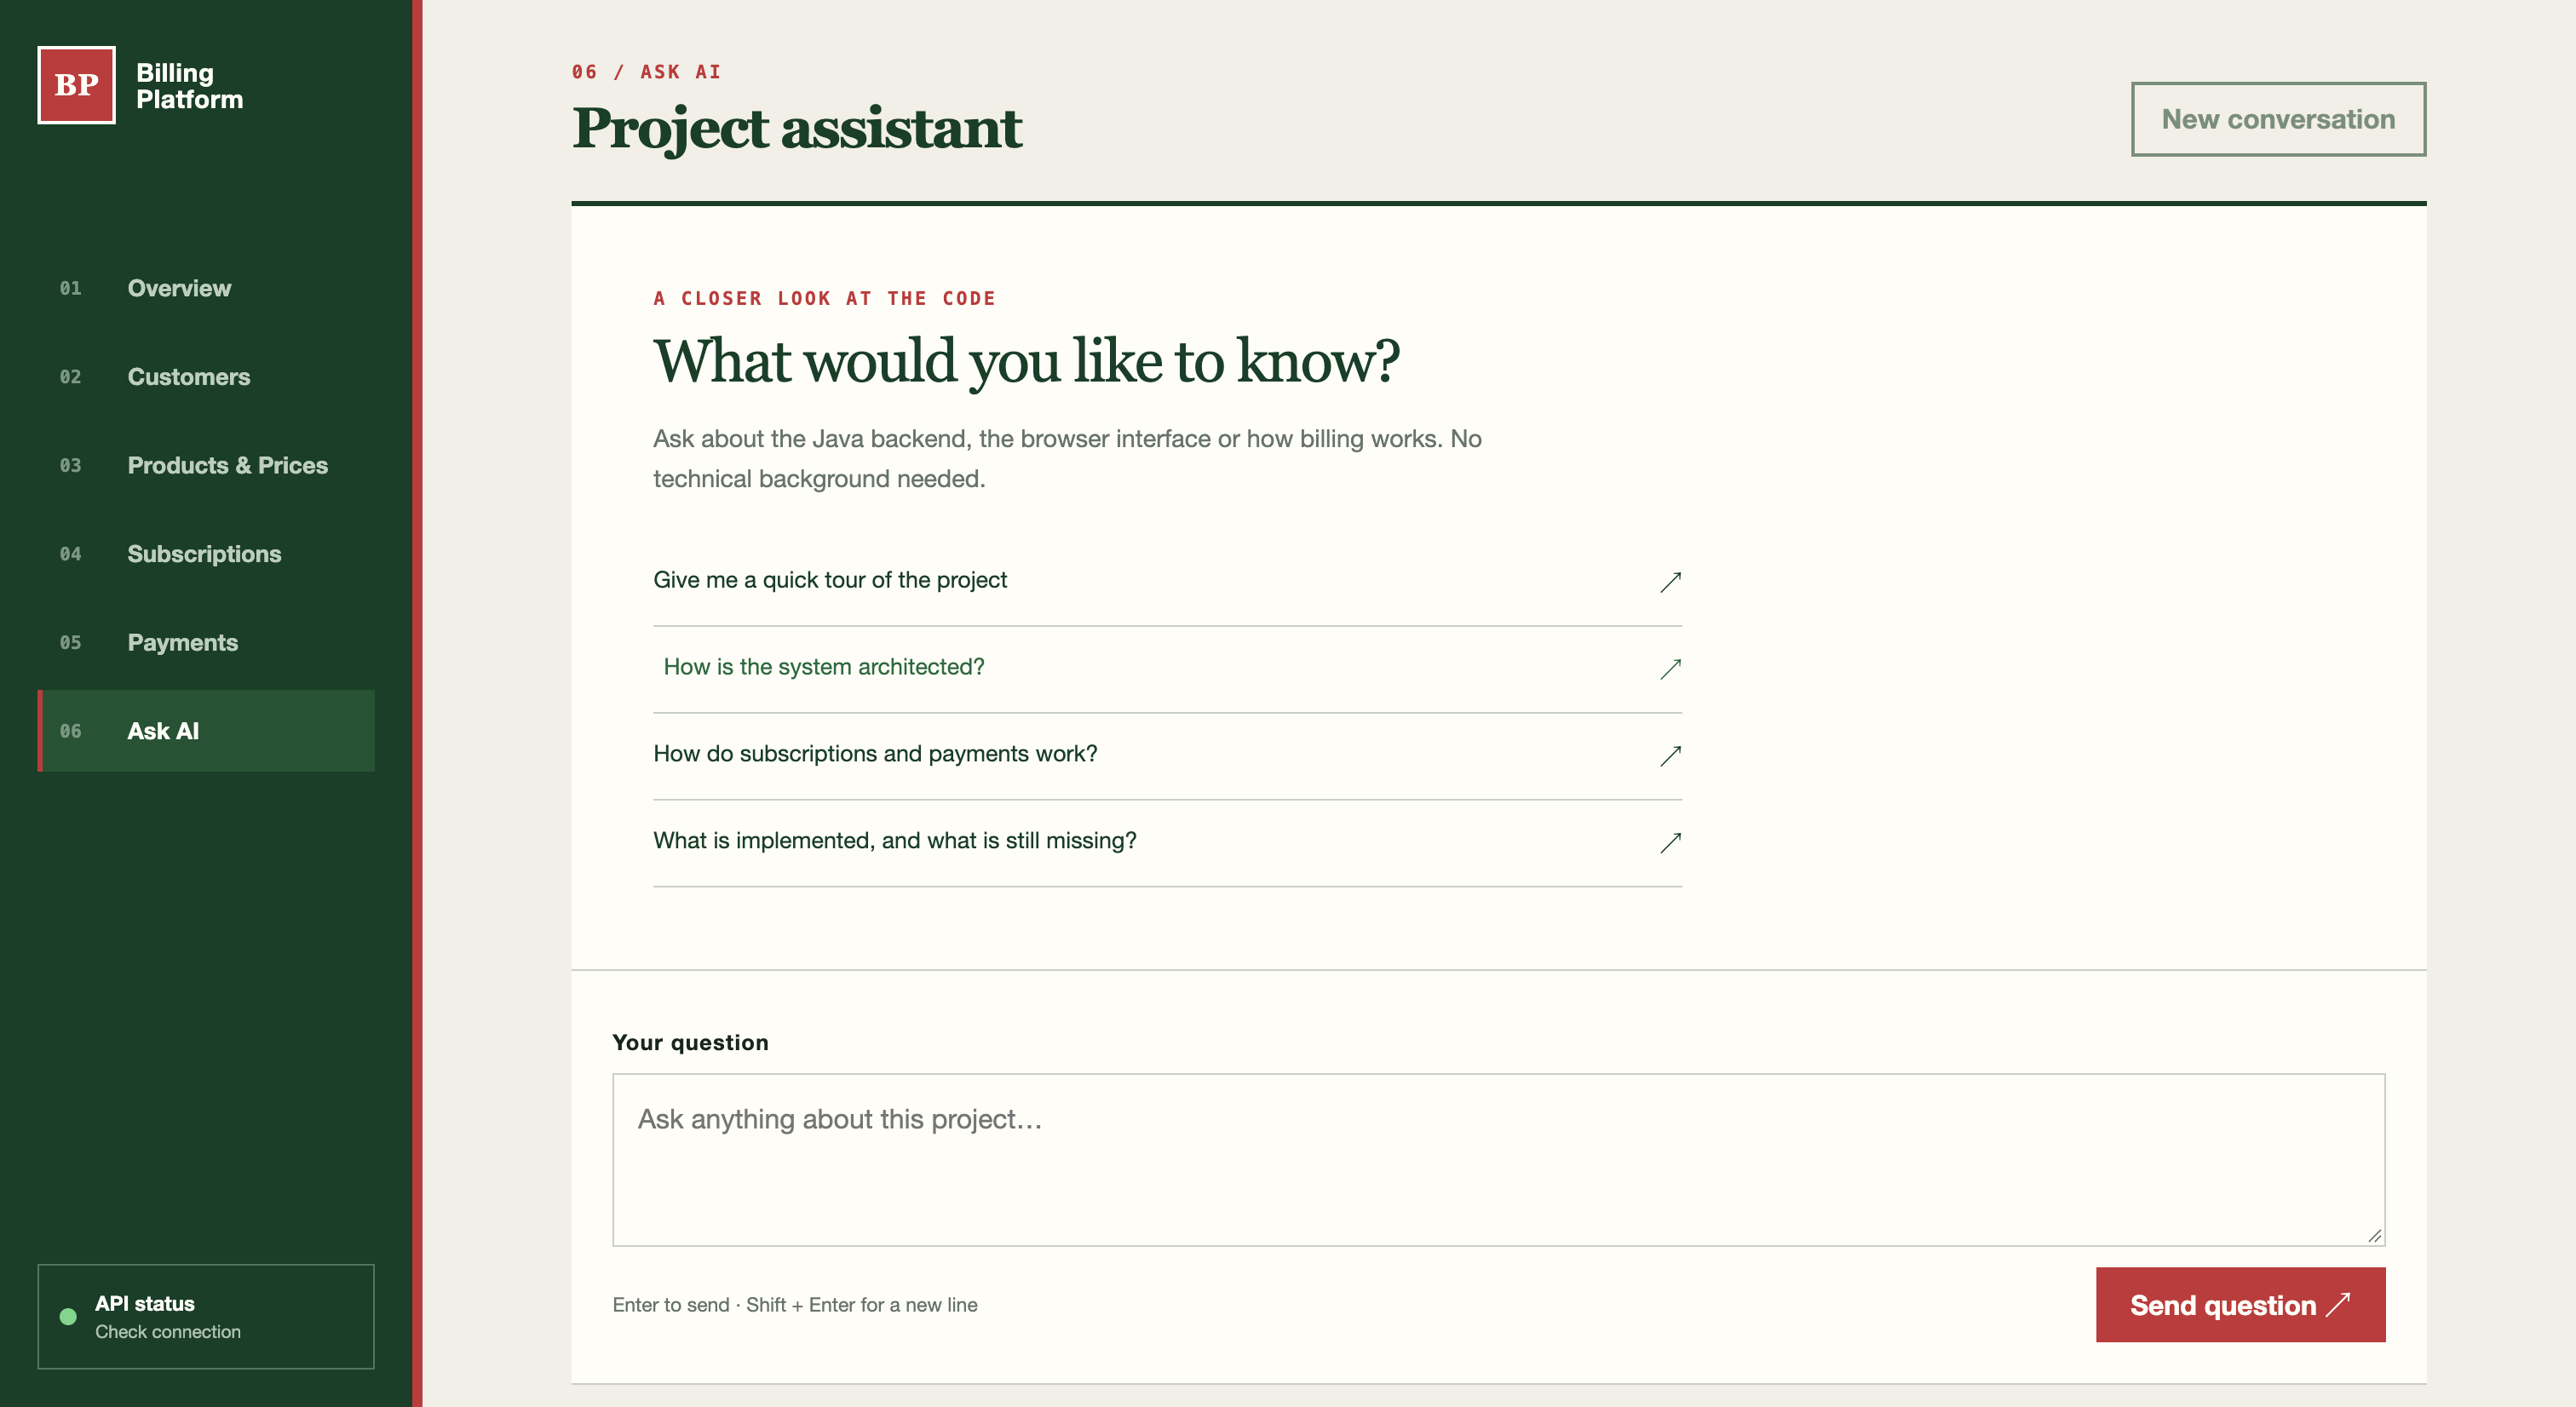 BP
Billing
Platform
01 Overview
02 Customers
03 Products & Prices
04 Subscriptions
05 Payments
06 Ask AI
API status
Check connection
06 / ASK AI
Project assistant
New conversation
A CLOSER LOOK AT THE CODE
What would you like to know?
Ask about the Java backend, the browser interface or how billing works. No
technical background needed.
Give me a quick tour of the project ↗
How is the system architected? ↗
How do subscriptions and payments work? ↗
What is implemented, and what is still missing? ↗
Your question
Ask anything about this project…
Enter to send · Shift + Enter for a new line
Send question ↗